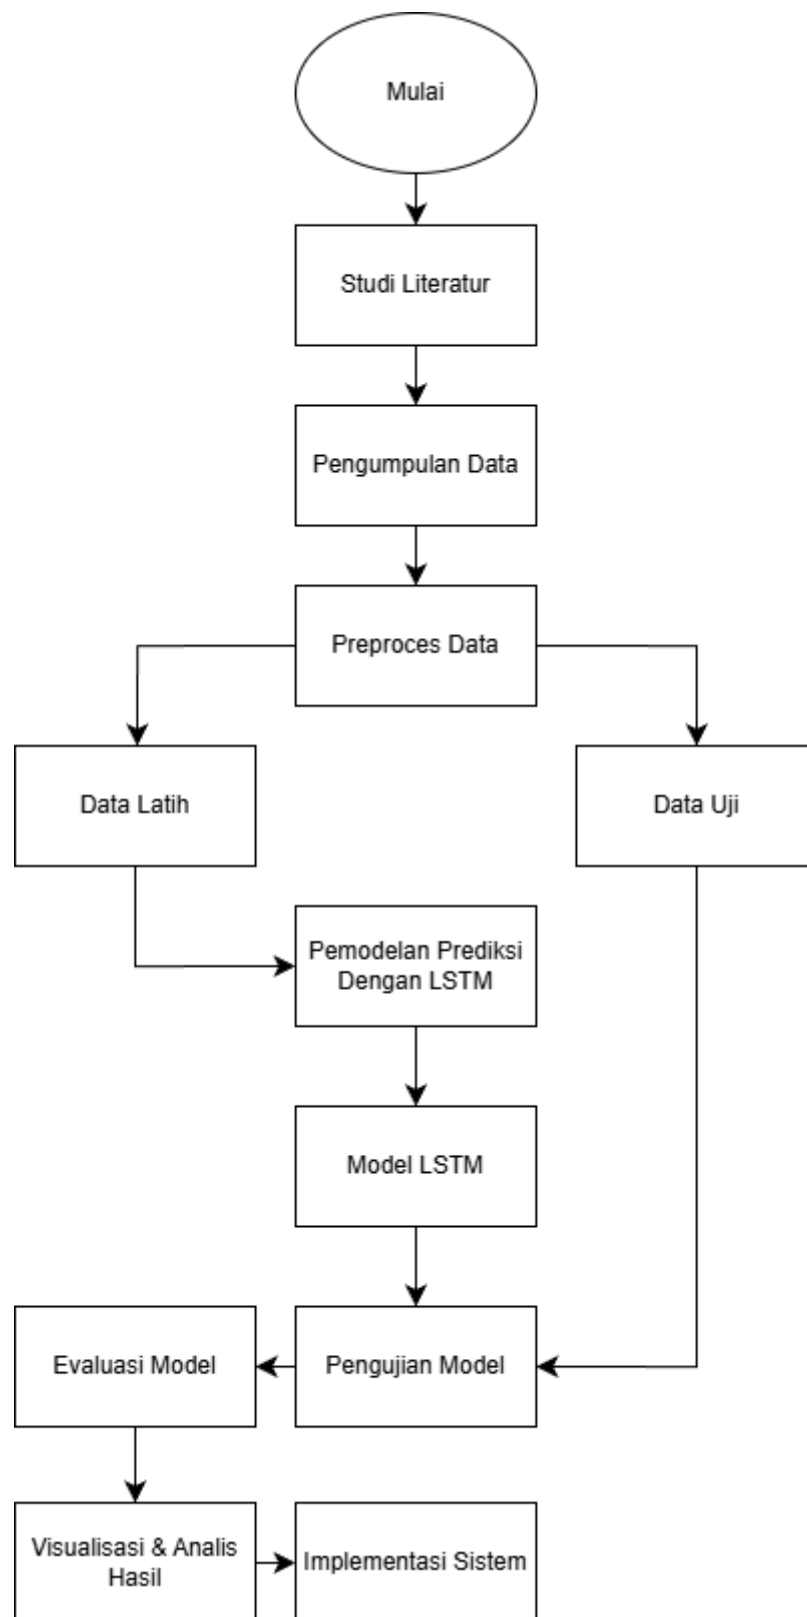 Mulai
Studi Literatur
Pengumpulan Data
Preproces Data
Data Latih
Data Uji
Pemodelan Prediksi
Dengan LSTM
Model LSTM
Evaluasi Model
Pengujian Model
Visualisasi & Analis
Hasil
Implementasi Sistem